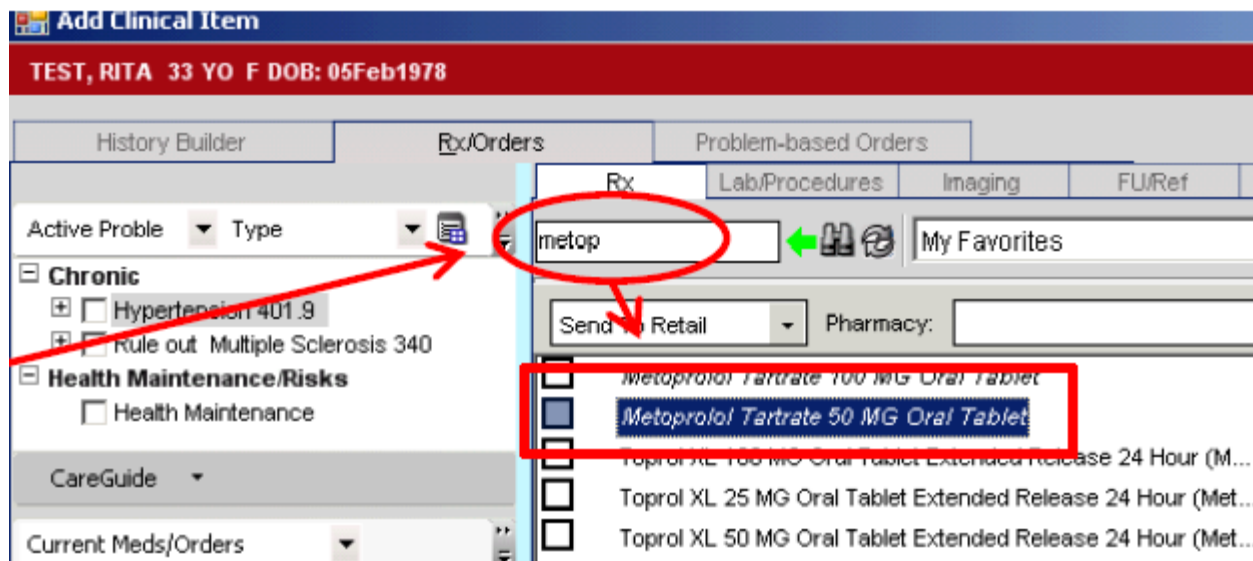 Add Clinical Item
TEST, RITA 33 YO F DOB: 05Feb1978
History Builder Rx/Orders Problem-based Orders
Rx Lab/Procedures Imaging FU/Ref
Active Proble Type
metop My Favorites
Chronic
Hypertension 401.9
Rule out Multiple Sclerosis 340
Health Maintenance/Risks
Health Maintenance
CareGuide
Current Meds/Orders
Send To Retail Pharmacy:
Metoprolol Tartrate 100 MG Oral Tablet
Metoprolol Tartrate 50 MG Oral Tablet
Toprol XL 100 MG Oral Tablet Extended Release 24 Hour (M...
Toprol XL 25 MG Oral Tablet Extended Release 24 Hour (Met...
Toprol XL 50 MG Oral Tablet Extended Release 24 Hour (Met...